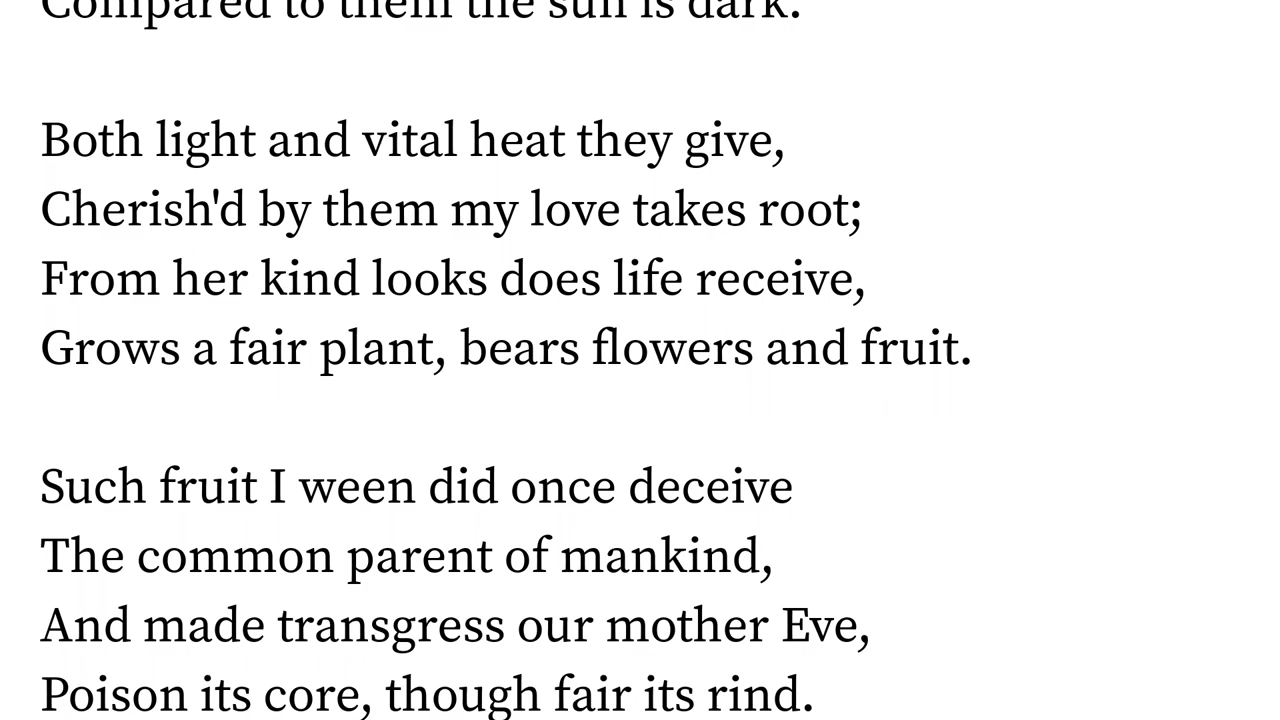 Compared to them the sun is dark.
Both light and vital heat they give,
Cherish'd by them my love takes root;
From her kind looks does life receive,
Grows a fair plant, bears flowers and fruit.
Such fruit I ween did once deceive
The common parent of mankind,
And made transgress our mother Eve,
Poison its core, though fair its rind.